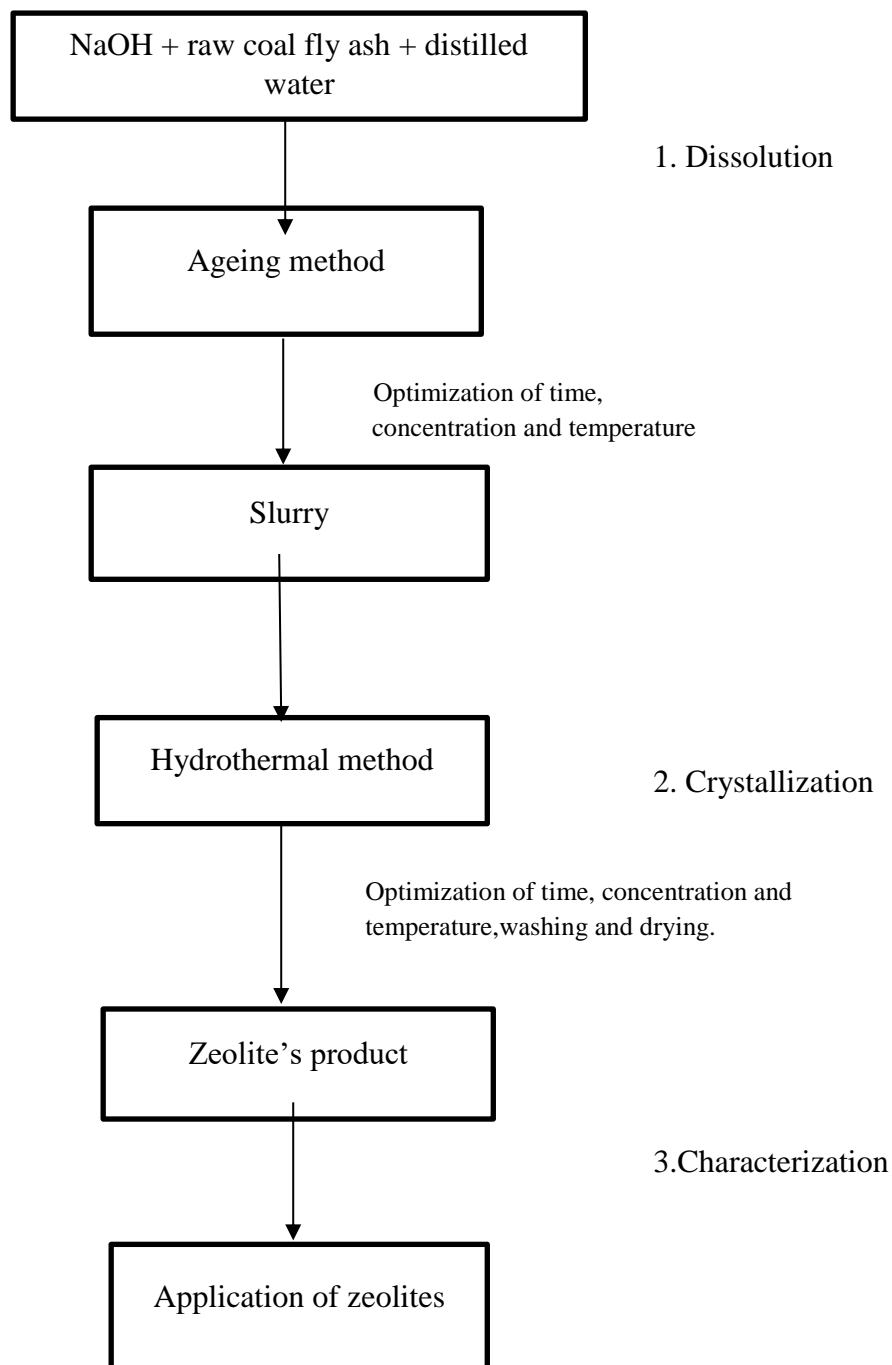 NaOH + raw coal fly ash + distilled
water
1. Dissolution
Ageing method
Optimization of time,
concentration and temperature
Slurry
Hydrothermal method
2. Crystallization
Optimization of time, concentration and
temperature,washing and drying.
Zeolite’s product
3.Characterization
Application of zeolites